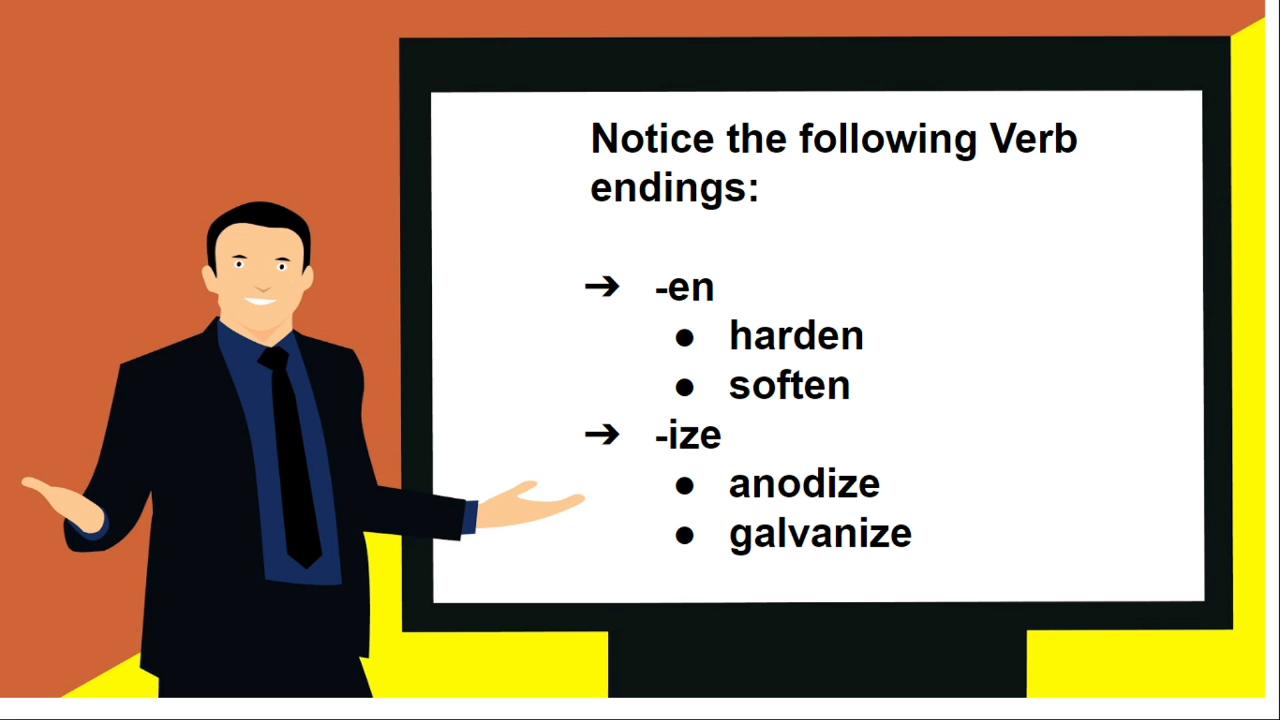 Notice the following Verb
endings:
➔ -en
● harden
● soften
➔ -ize
● anodize
● galvanize